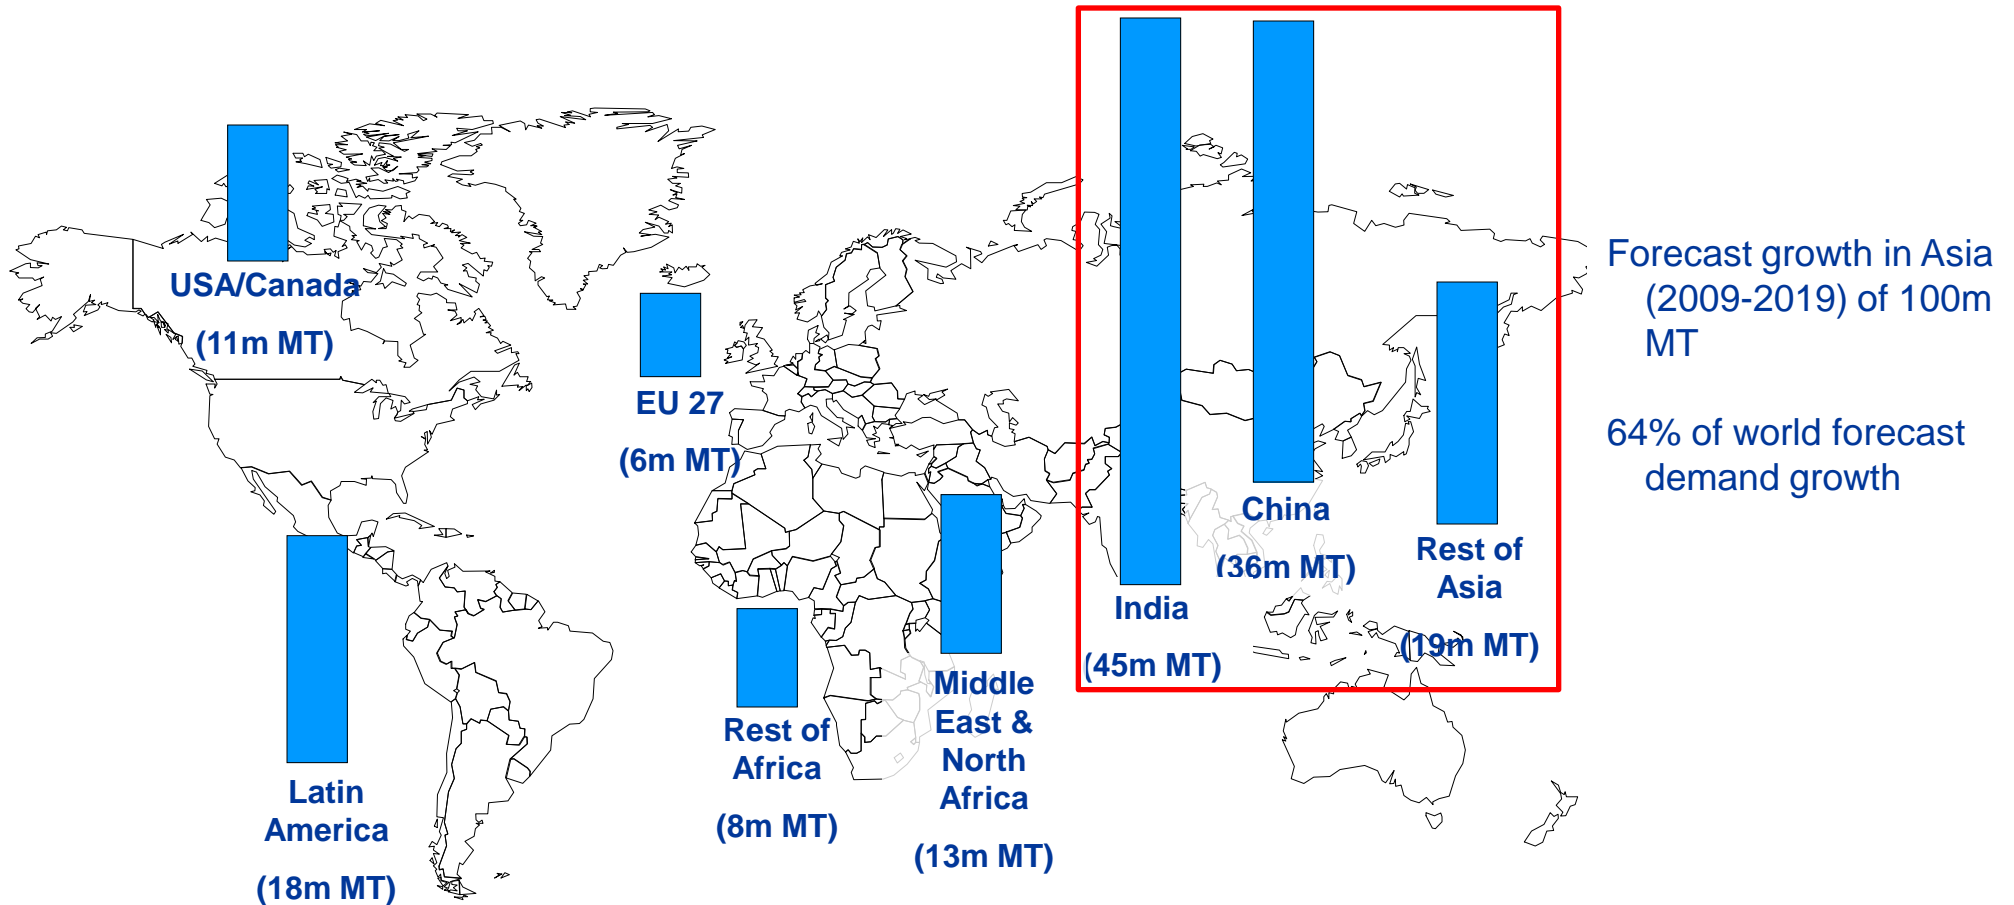 USA/Canada
(11m MT)
EU 27
(6m MT)
Latin
America
(18m MT)
Rest of
Africa
(8m MT)
Middle
East &
North
Africa
(13m MT)
India
(45m MT)
China
(36m MT)
Rest of
Asia
(19m MT)
Forecast growth in Asia
(2009-2019) of 100m
MT
64% of world forecast
demand growth